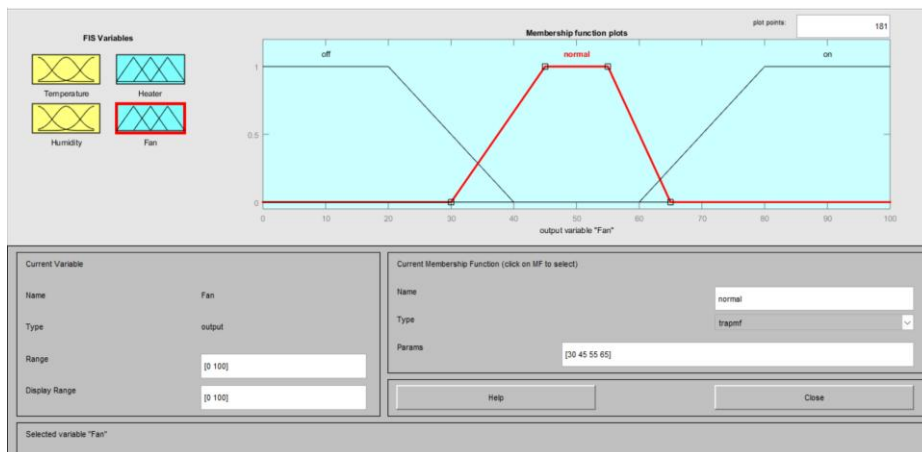 FIS Variables
Temperature
Heater
Humidity
Fan
plot points:
181
Membership function plots
off
normal
on
1
0.5
0
0 10 20 30 40 50 60 70 80 90 100
output variable "Fan"
Current Variable
Name
Fan
Type
output
Range
[0 100]
Display Range
[0 100]
Current Membership Function (click on MF to select)
Name
normal
Type
trapmf
Params
[30 45 55 65]
Help
Close
Selected variable "Fan"